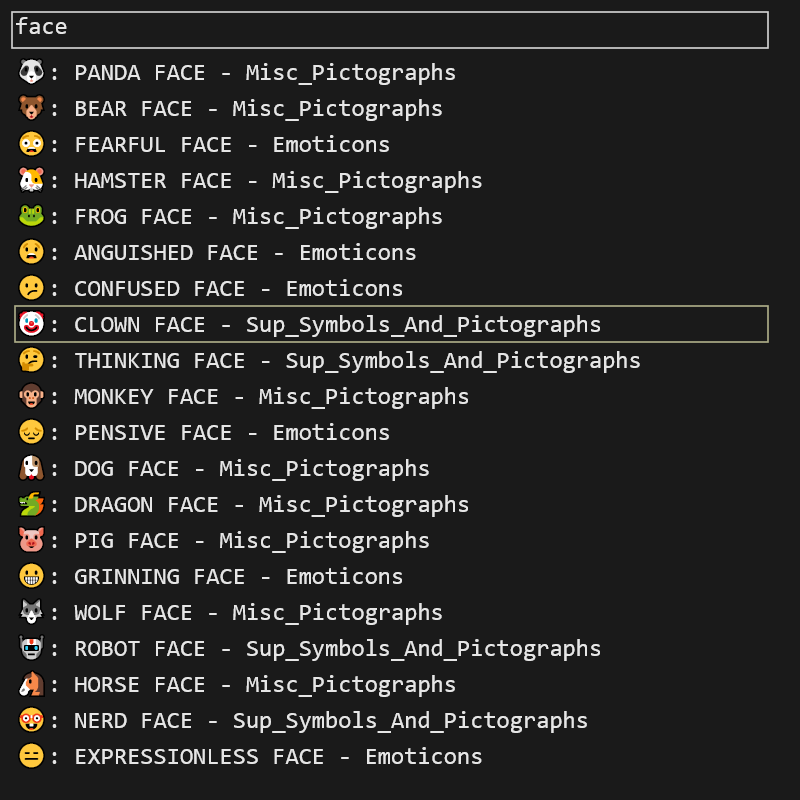 face
🐼: PANDA FACE - Misc_Pictographs
🐻: BEAR FACE - Misc_Pictographs
😨: FEARFUL FACE - Emoticons
🐹: HAMSTER FACE - Misc_Pictographs
🐸: FROG FACE - Misc_Pictographs
😧: ANGUISHED FACE - Emoticons
😕: CONFUSED FACE - Emoticons
🤡: CLOWN FACE - Sup_Symbols_And_Pictographs
🤔: THINKING FACE - Sup_Symbols_And_Pictographs
🐵: MONKEY FACE - Misc_Pictographs
😔: PENSIVE FACE - Emoticons
🐶: DOG FACE - Misc_Pictographs
🐲: DRAGON FACE - Misc_Pictographs
🐷: PIG FACE - Misc_Pictographs
😀: GRINNING FACE - Emoticons
🐺: WOLF FACE - Misc_Pictographs
🤖: ROBOT FACE - Sup_Symbols_And_Pictographs
🐴: HORSE FACE - Misc_Pictographs
🤓: NERD FACE - Sup_Symbols_And_Pictographs
😑: EXPRESSIONLESS FACE - Emoticons